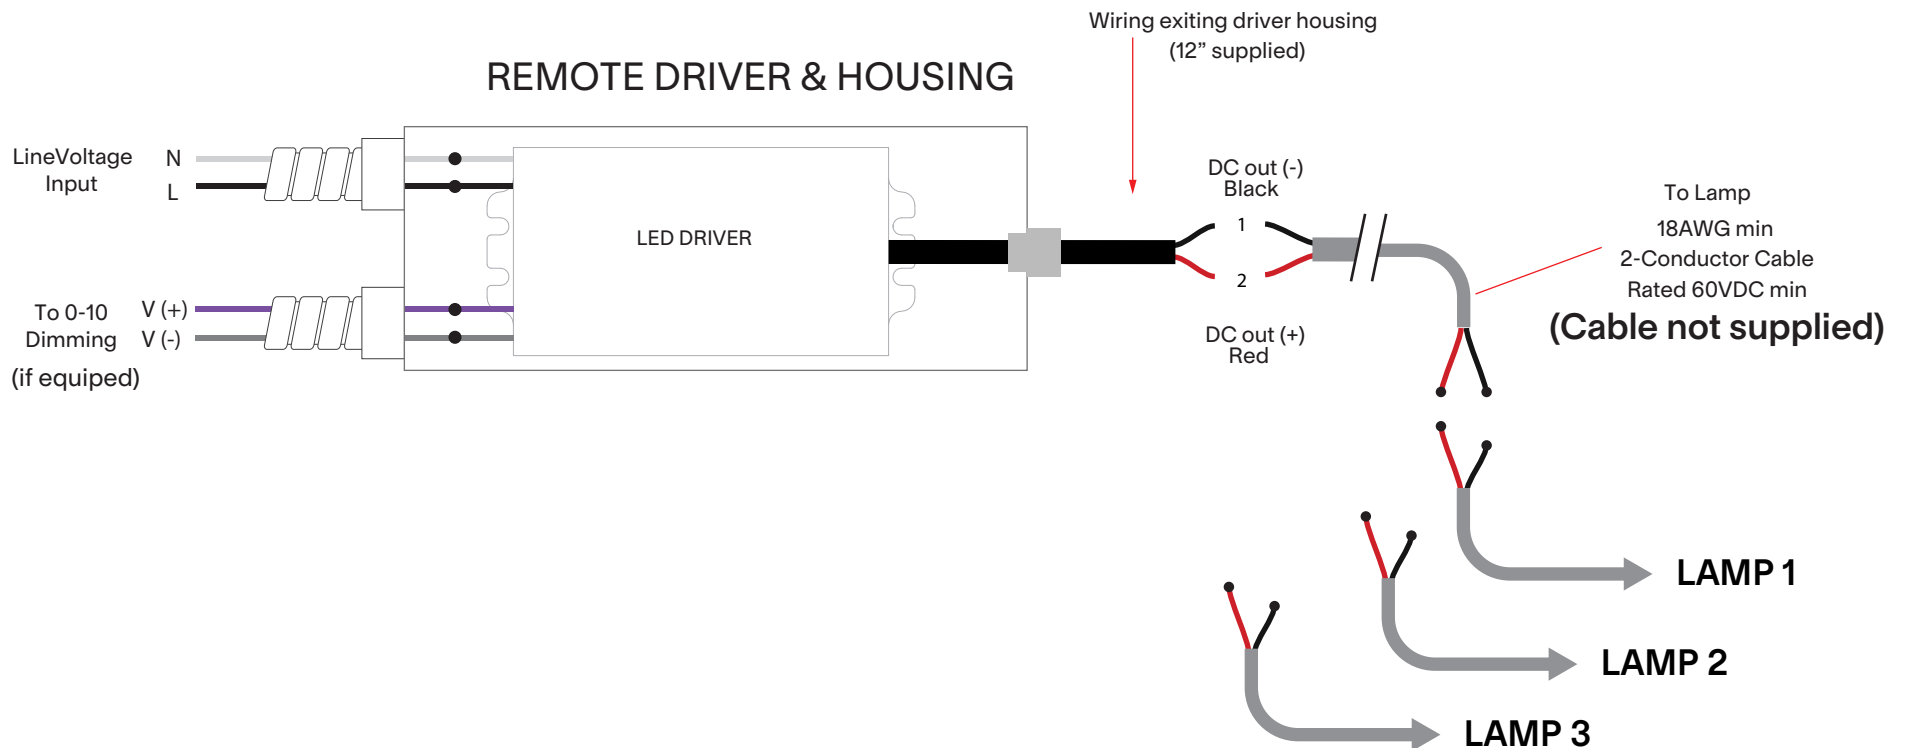 Wiring exiting driver housing
(12” supplied)
REMOTE DRIVER & HOUSING
LineVoltage
Input
N
L
LED DRIVER
To 0-10
Dimming
(if equiped)
V (+)
V (-)
DC out (-)
Black
1
2
DC out (+)
Red
To Lamp
18AWG min
2-Conductor Cable
Rated 60VDC min
(Cable not supplied)
LAMP 1
LAMP 2
LAMP 3